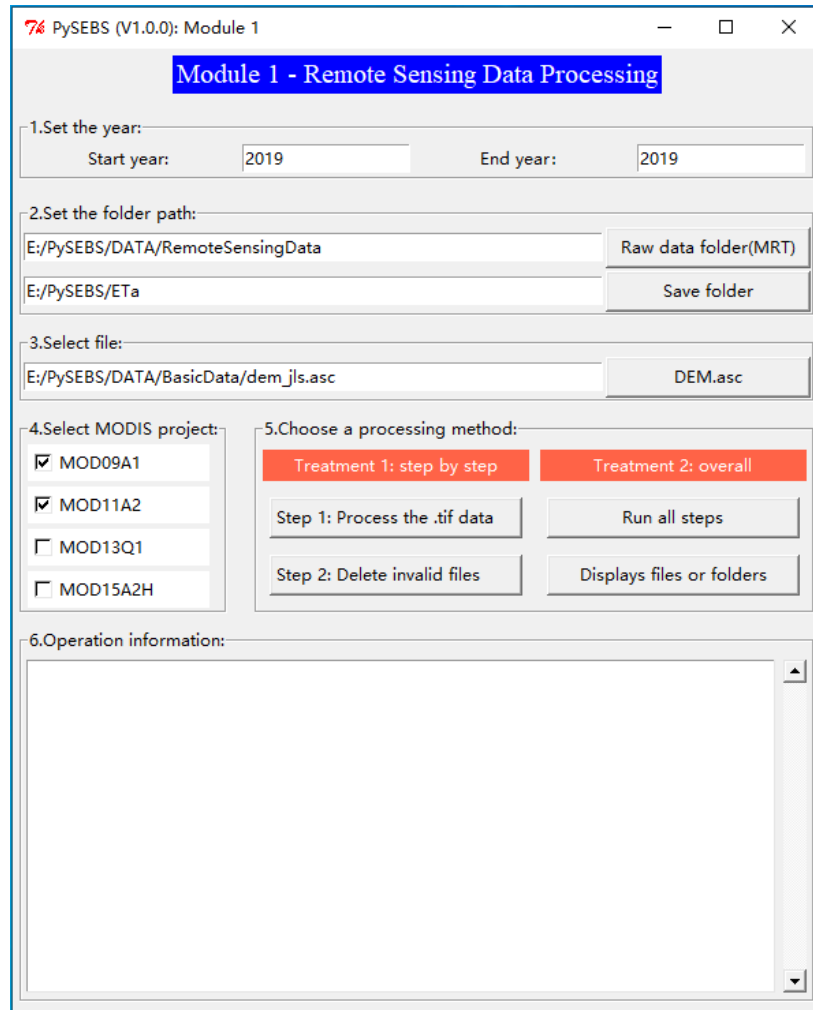 PySEBS (V1.0.0): Module 1
Module 1 - Remote Sensing Data Processing
1.Set the year:
Start year: 2019 End year: 2019
2.Set the folder path:
E:/PySEBS/DATA/RemoteSensingData Raw data folder(MRT)
E:/PySEBS/ETa Save folder
3.Select file:
E:/PySEBS/DATA/BasicData/dem_jls.asc DEM.asc
4.Select MODIS project:
MOD09A1
MOD11A2
MOD13Q1
MOD15A2H
5.Choose a processing method:
Treatment 1: step by step Treatment 2: overall
Step 1: Process the .tif data Run all steps
Step 2: Delete invalid files Displays files or folders
6.Operation information: